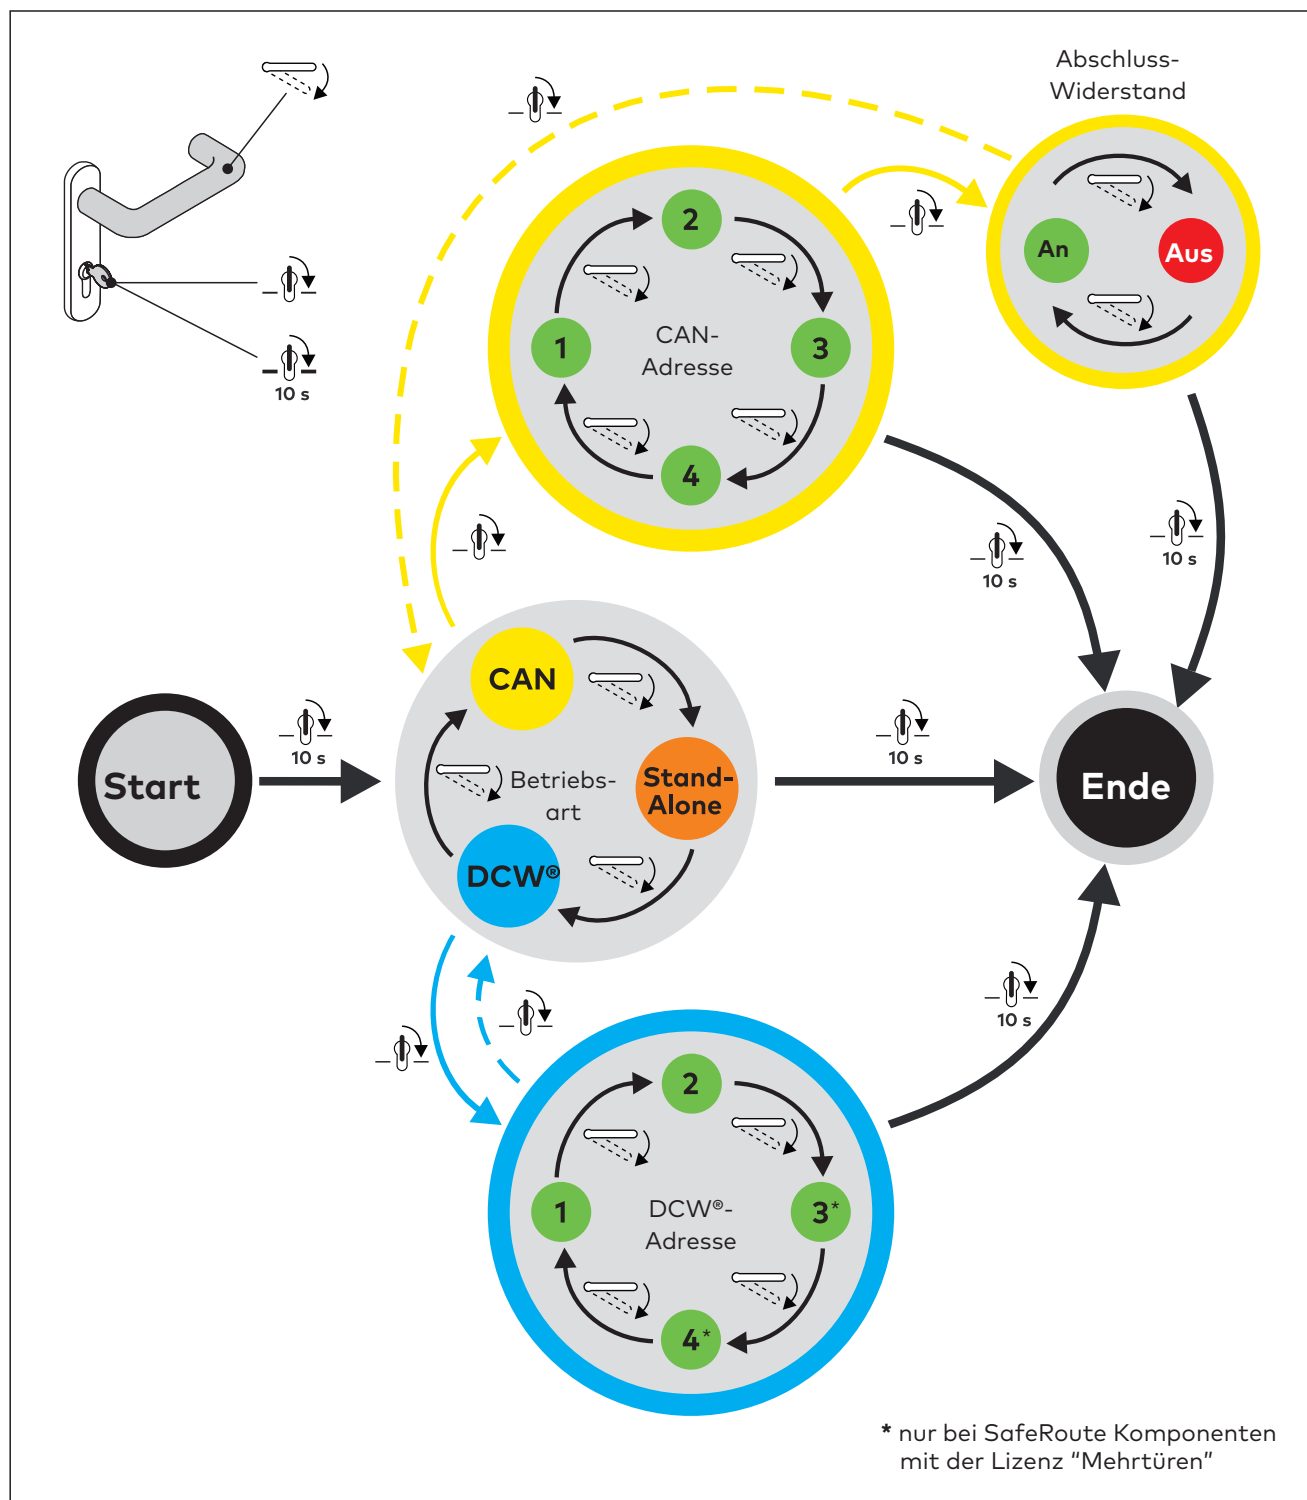 Abschluss-
Widerstand
10 s
2
An
Aus
1
CAN-
Adresse
3
4
10 s
10 s
CAN
Start
10 s
Betriebs-
art
Stand-
Alone
10 s
Ende
DCW®
10 s
2
1
DCW®-
Adresse
3*
4*
* nur bei SafeRoute Komponenten
mit der Lizenz "Mehrtüren"